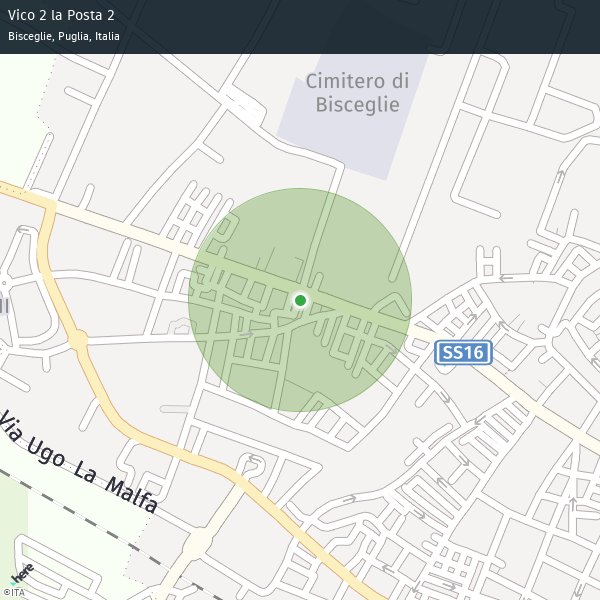 Vico 2 la Posta 2
Bisceglie, Puglia, Italia
Cimitero di
Bisceglie
SS16
Via Ugo La Malfa
here
©ITA